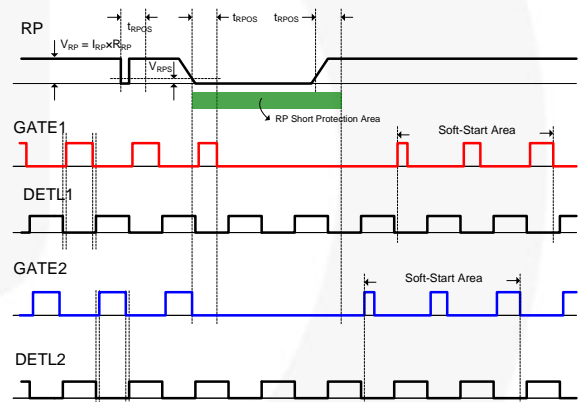 tRPOS tRPOS
tRPOS
RP
VRP = IRP×RRP
VRPS
RP Short Protection Area
GATE1
Soft-Start Area
DETL1
GATE2
Soft-Start Area
DETL2